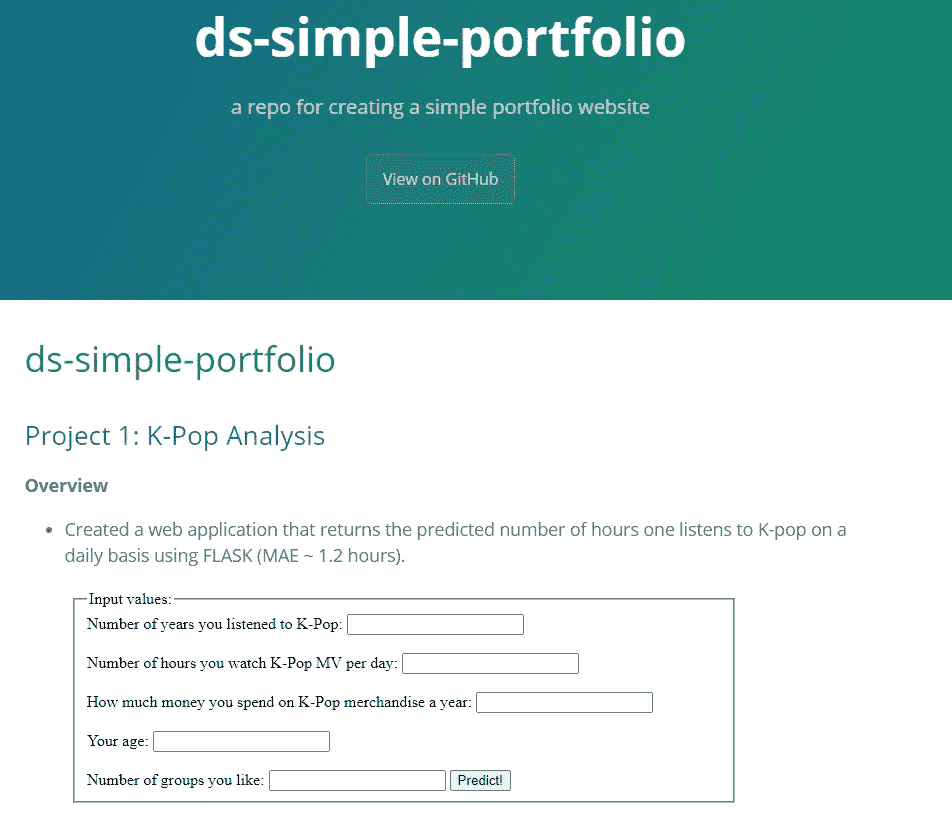 ds-simple-portfolio
a repo for creating a simple portfolio website
View on GitHub
ds-simple-portfolio
Project 1: K-Pop Analysis
Overview
• Created a web application that returns the predicted number of hours one listens to K-pop on a
daily basis using FLASK (MAE ~ 1.2 hours).
Input values:
Number of years you listened to K-Pop:
Number of hours you watch K-Pop MV per day:
How much money you spend on K-Pop merchandise a year:
Your age:
Number of groups you like: Predict!